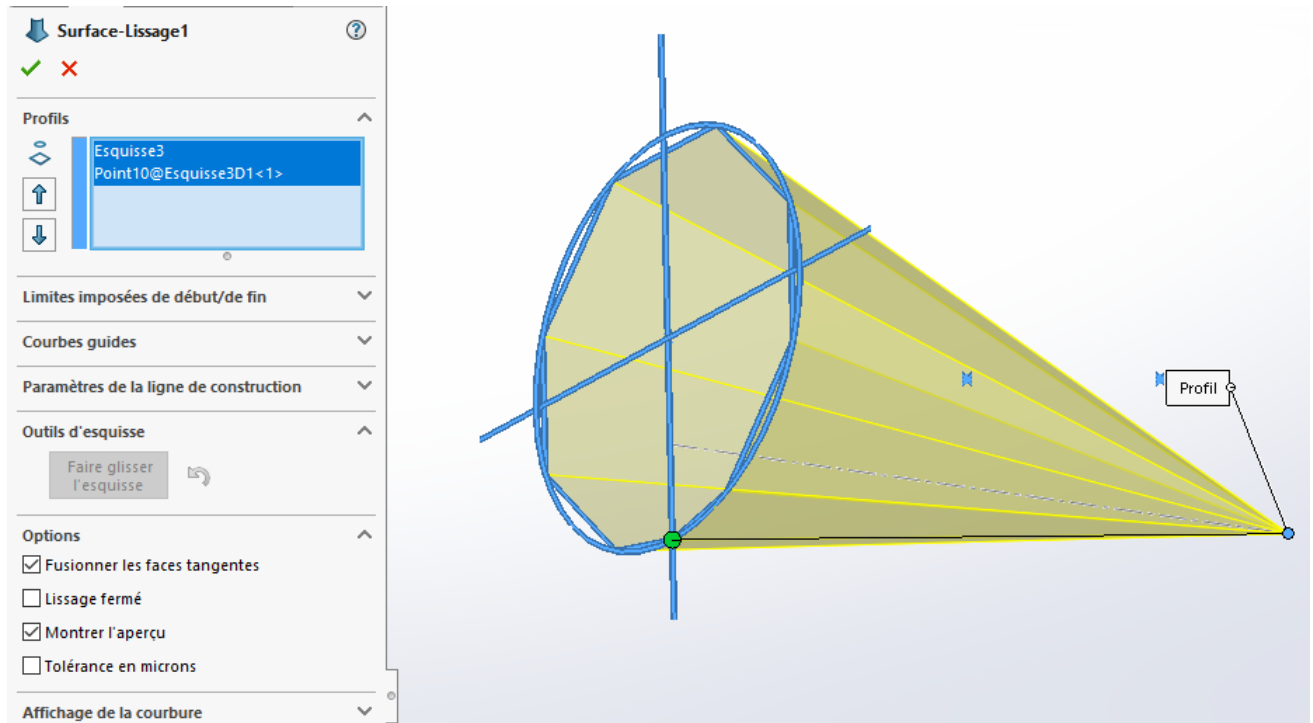 Surface-Lissage1
Profils
Esquisse3
Point10@Esquisse3D1<1>
Limites imposées de début/de fin
Courbes guides
Paramètres de la ligne de construction
Outils d'esquisse
Faire glisser
l'esquisse
Options
Fusionner les faces tangentes
Lissage fermé
Montrer l'aperçu
Tolérance en microns
Affichage de la courbure
Profil